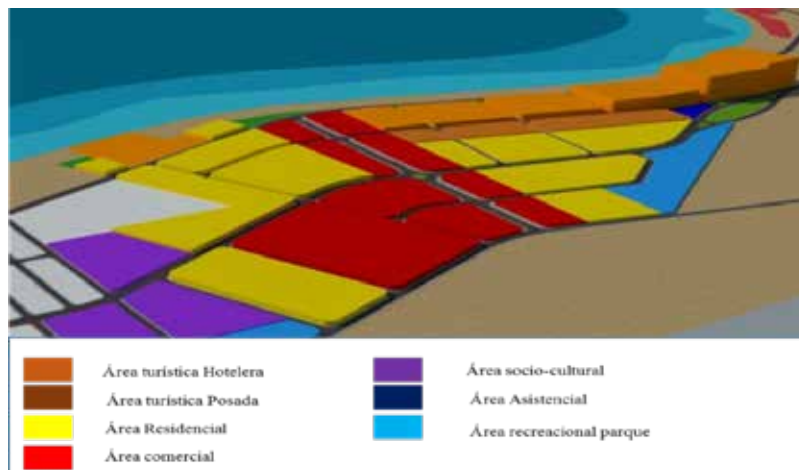 Área turística Hotelera
Área turística Posada
Área Residencial
Área comercial
Área socio-cultural
Área Asistencial
Área recreacional parque